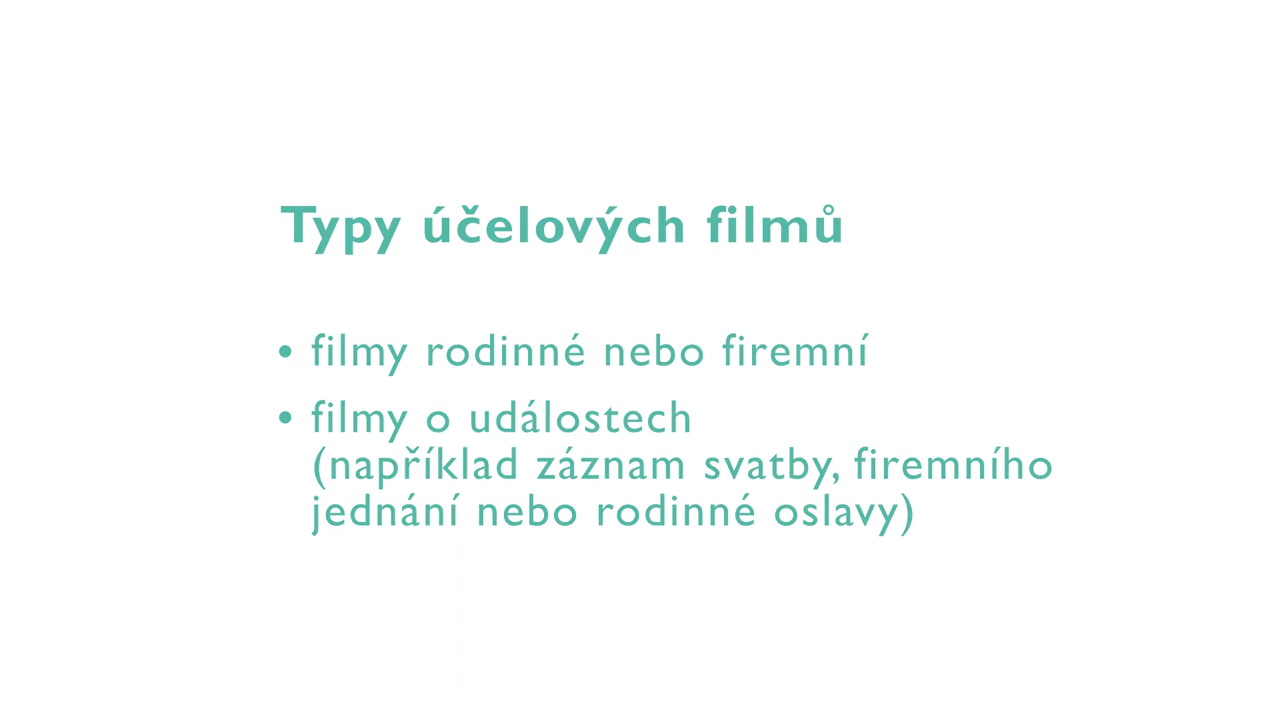 Typy účelových filmů
• filmy rodinné nebo firemní
• filmy o událostech
(například záznam svatby, firemního
jednání nebo rodinné oslavy)